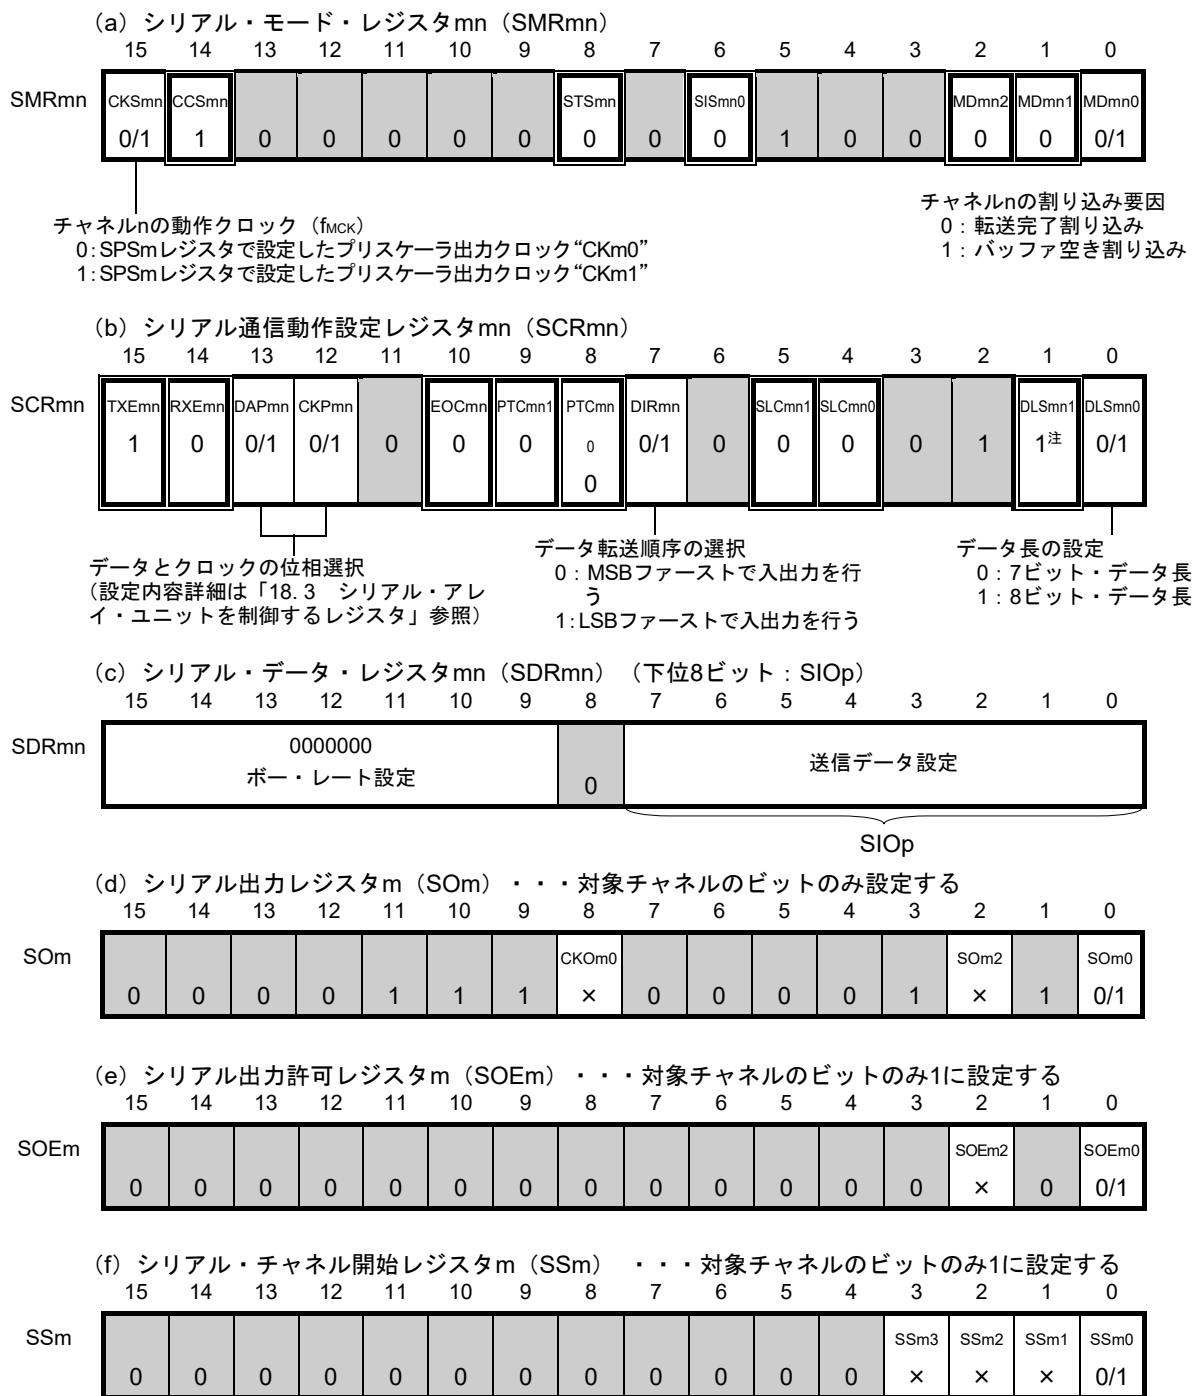 (a) シリアル・モード・レジスタmn（SMRmn）
15 14 13 12 11 10 9 8 7 6 5 4 3 2 1 0
SMRmn CKSmn CCSmn STSmn SISmn0 MDmn2 MDmn1 MDmn0
0/1 1 0 0 0 0 0 0 0 0 1 0 0 0 0 0/1
チャネルnの動作クロック（fMCK）
0：SPSmレジスタで設定したプリスケーラ出力クロック“CKm0”
1：SPSmレジスタで設定したプリスケーラ出力クロック“CKm1”
チャネルnの割り込み要因
0：転送完了割り込み
1：バッファ空き割り込み
(b) シリアル通信動作設定レジスタmn（SCRmn）
15 14 13 12 11 10 9 8 7 6 5 4 3 2 1 0
SCRmn TXEmn RXEmn DAPmn CKPmn EOCmn PTCmn1 PTCmn DIRmn SLCmn1 SLCmn0 DLSmn1 DLSmn0
1 0 0/1 0/1 0 0 0 0 0/1 0 0 0 0 1 1注 0/1
0
データとクロックの位相選択
（設定内容詳細は「18. 3 シリアル・アレ
イ・ユニットを制御するレジスタ」参照）
データ転送順序の選択
0：MSBファーストで入出力を行
う
1：LSBファーストで入出力を行う
データ長の設定
0：7ビット・データ長
1：8ビット・データ長
(c) シリアル・データ・レジスタmn（SDRmn）（下位8ビット：SIOp）
15 14 13 12 11 10 9 8 7 6 5 4 3 2 1 0
SDRmn
0000000
ボー・レート設定
0
送信データ設定
SIOp
(d) シリアル出力レジスタm（SOm）・・・対象チャネルのビットのみ設定する
15 14 13 12 11 10 9 8 7 6 5 4 3 2 1 0
SOm CKOm0 SOm2 SOm0
0 0 0 0 1 1 1 × 0 0 0 0 1 × 1 0/1
(e) シリアル出力許可レジスタm（SOEm）・・・対象チャネルのビットのみ1に設定する
15 14 13 12 11 10 9 8 7 6 5 4 3 2 1 0
SOEm SOEm2 SOEm0
0 0 0 0 0 0 0 0 0 0 0 0 0 × 0 0/1
(f) シリアル・チャネル開始レジスタm（SSm） ・・・対象チャネルのビットのみ1に設定する
15 14 13 12 11 10 9 8 7 6 5 4 3 2 1 0
SSm SSm3 SSm2 SSm1 SSm0
0 0 0 0 0 0 0 0 0 0 0 0 × × × 0/1